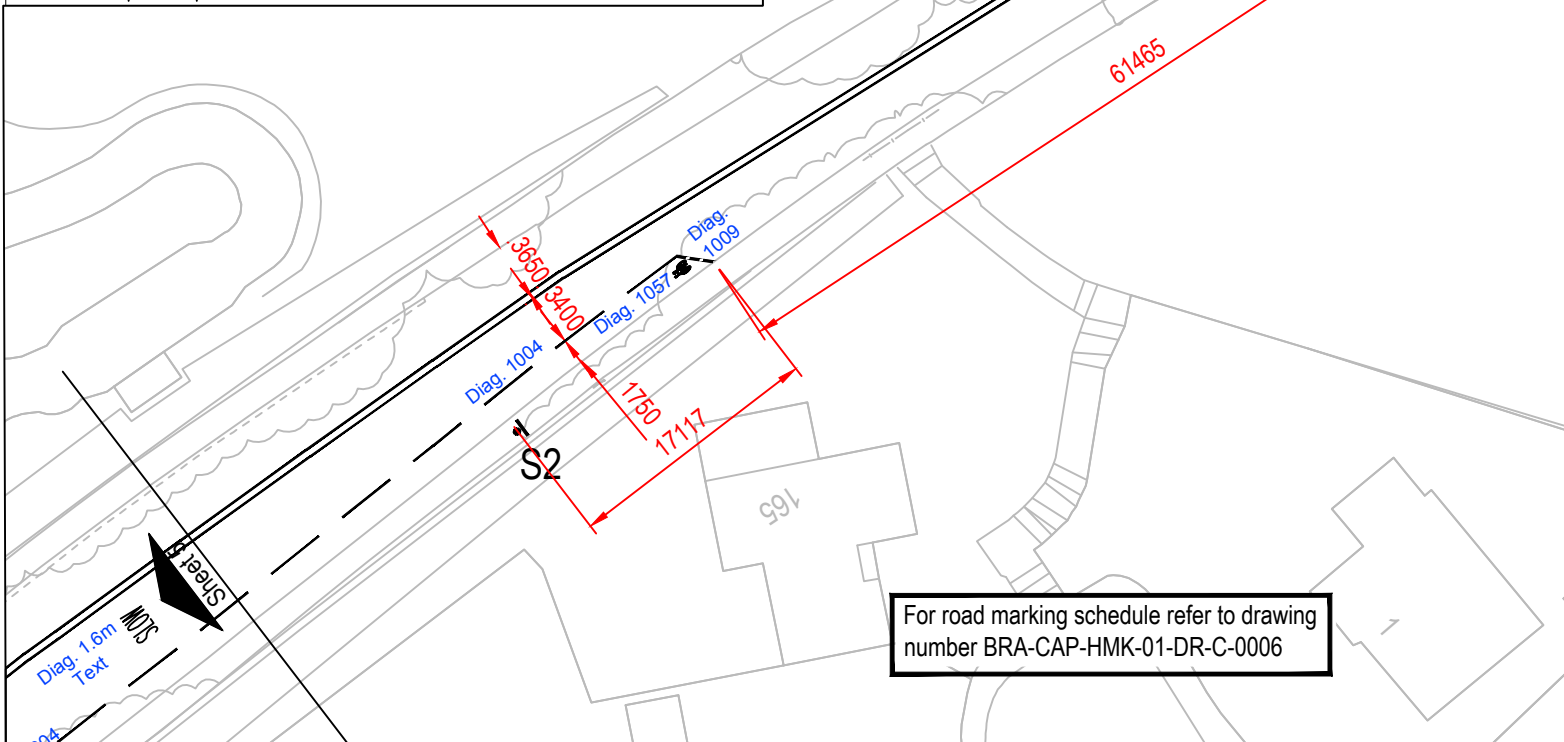 61465
Diag.
1009
3650
3400
Diag. 1057
Diag. 1004
1750
17117
S2
165
Sheet 5
SLOW
Diag. 1.6m
Text
For road marking schedule refer to drawing
number BRA-CAP-HMK-01-DR-C-0006
1